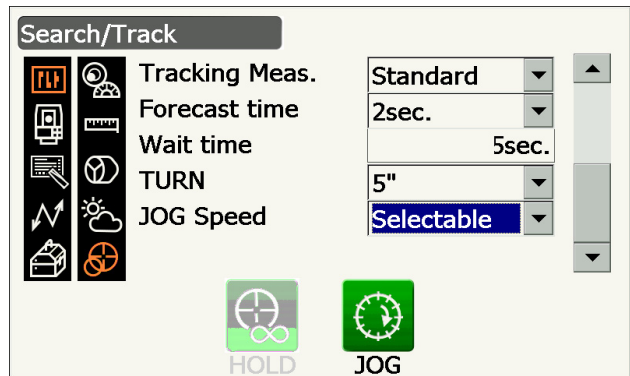 Search/Track
Tracking Meas. Standard
Forecast time 2sec.
Wait time 5sec.
TURN 5"
JOG Speed Selectable
HOLD JOG